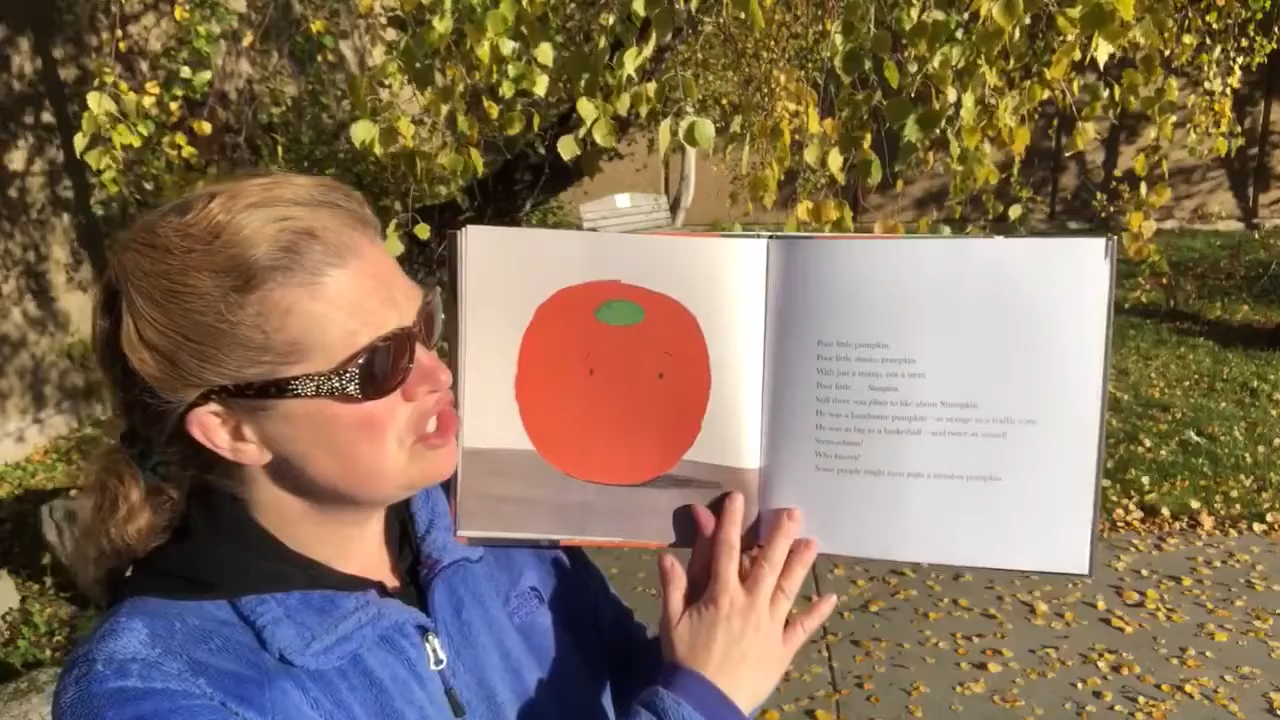 Poor little pumpkin.
Poor little stemless pumpkin.
With just a stump, not a stem.
Poor little . . . Stumpkin.
Still there was plenty to like about Stumpkin.
He was a handsome pumpkin—as orange as a traffic cone.
He was as big as a basketball—and twice as round!
Stemsational!
Who knows?
Some people might even want a stemless pumpkin.